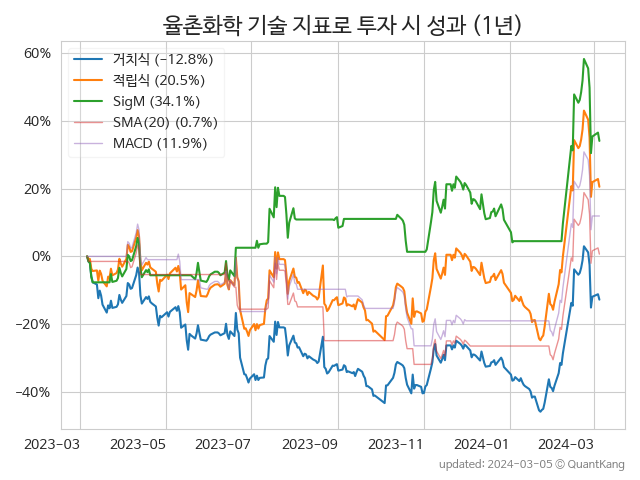 율촌화학 기술 지표로 투자 시 성과 (1년)
거치식 (−12.8%)
적립식 (20.5%)
SigM (34.1%)
SMA(20) (0.7%)
MACD (11.9%)
60%
40%
20%
0%
−20%
−40%
2023-03 2023-05 2023-07 2023-09 2023-11 2024-01 2024-03
updated: 2024-03-05 © QuantKang